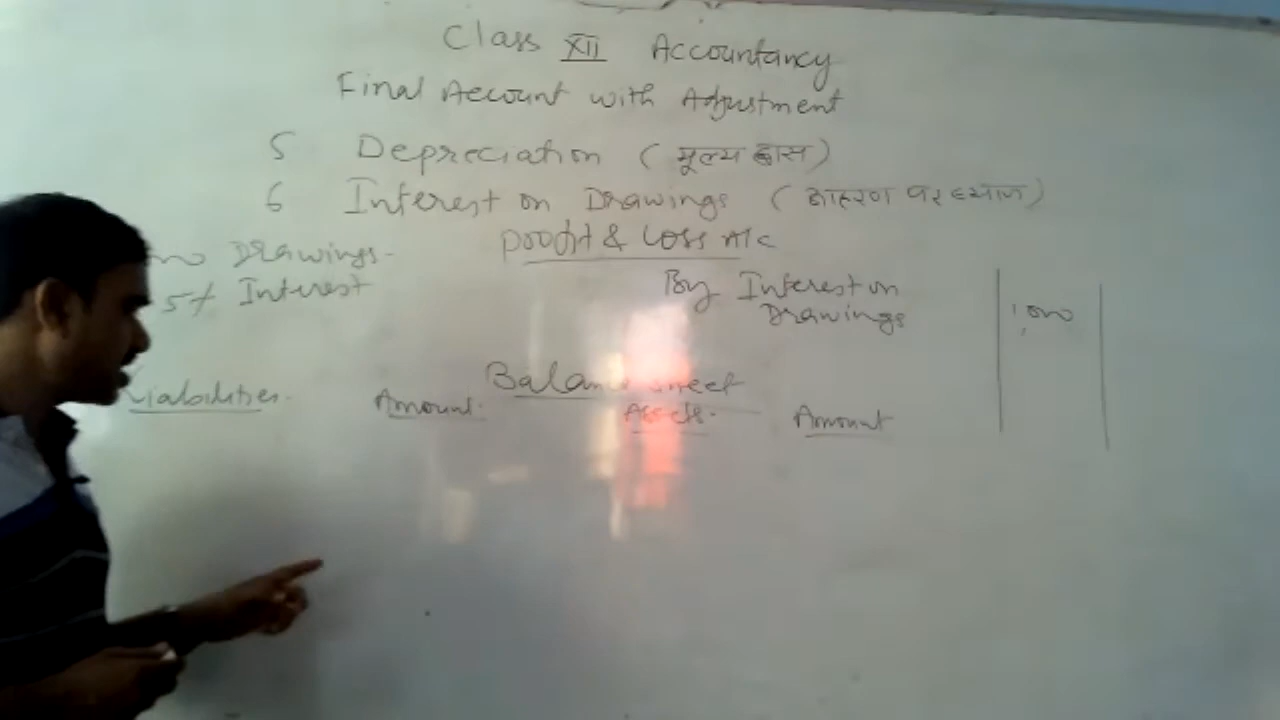 Class XII Accountancy
Final Account with Adjustment
5 Depreciation (मूल्य ह्रास)
6 Interest on Drawings (आहरण पर ब्याज)
Drawings.
5% Interest
Profit & Loss A/c
By Interest on
Drawings
Balance Sheet
Liabilities. Amount. Assets. Amount